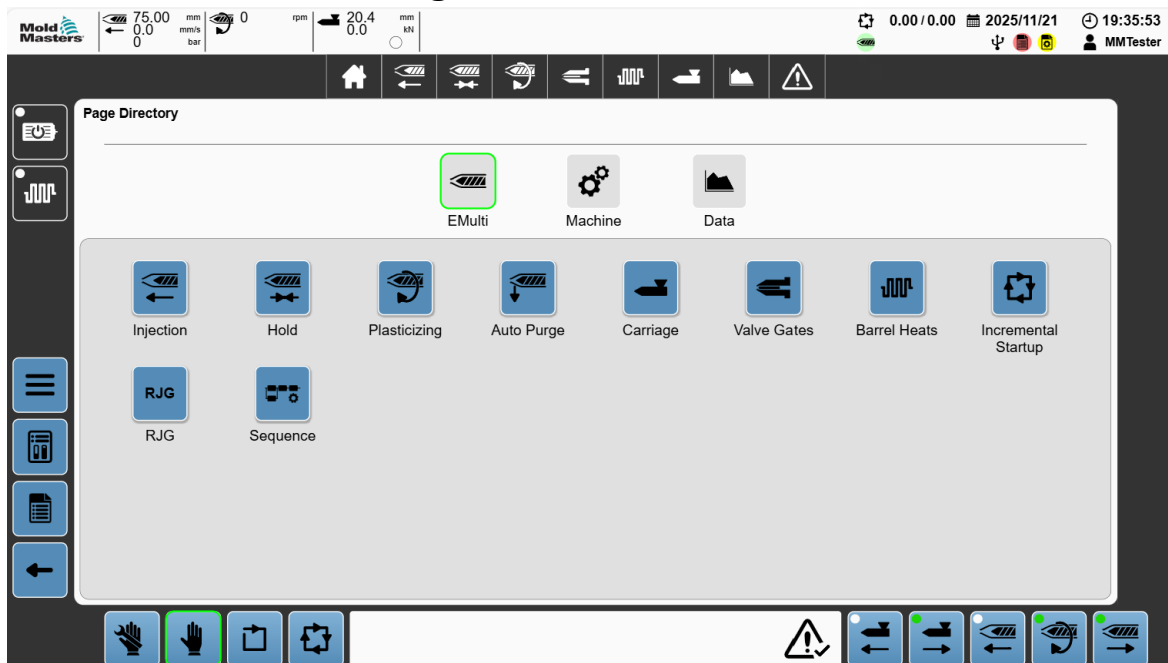 Mold
Masters
75.00 mm
0.0 mm/s
0 bar
0 rpm
20.4 mm
0.0 kN
0.00 / 0.00
2025/11/21
19:35:53
MMTester
Page Directory
EMulti Machine Data
Injection Hold Plasticizing Auto Purge Carriage Valve Gates Barrel Heats Incremental
Startup
RJG
RJG Sequence